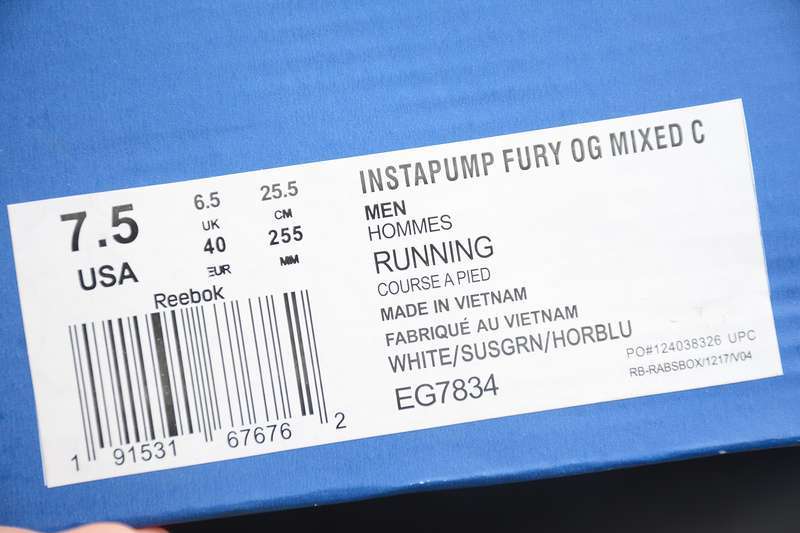 7.5
USA
6.5
UK
40
EUR
25.5
CM
255
MM
Reebok
1 91531 67676 2
INSTAPUMP FURY OG MIXED C
MEN
HOMMES
RUNNING
COURSE A PIED
MADE IN VIETNAM
FABRIQUÉ AU VIETNAM
WHITE/SUSGRN/HORBLU
EG7834
PO#124038326 UPC
RB-RABSBOX/1217/V04